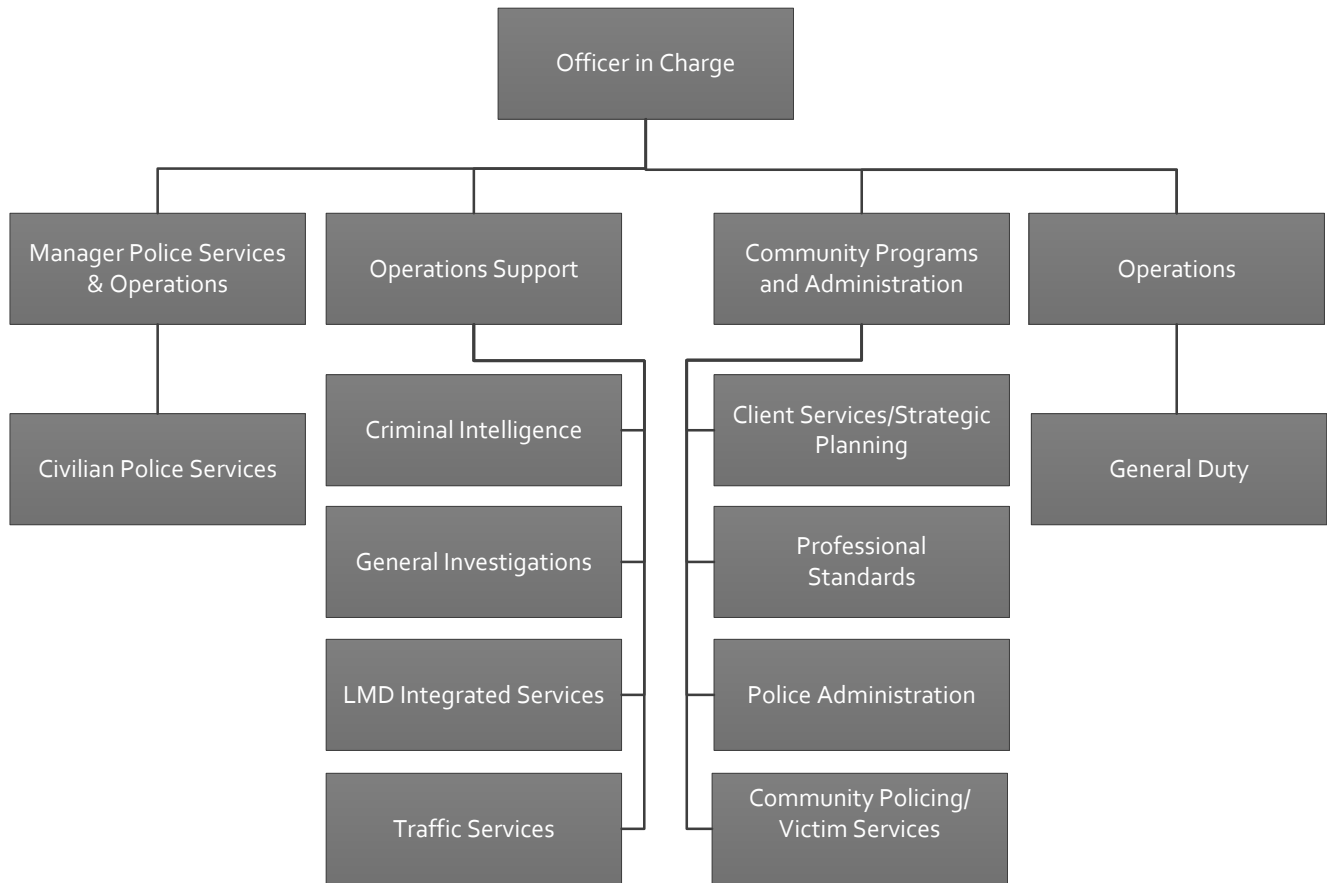 Officer in Charge
Manager Police Services
& Operations
Operations Support
Community Programs
and Administration
Operations
Criminal Intelligence
Client Services/Strategic
Planning
Civilian Police Services
General Duty
General Investigations
Professional
Standards
LMD Integrated Services
Police Administration
Traffic Services
Community Policing/
Victim Services